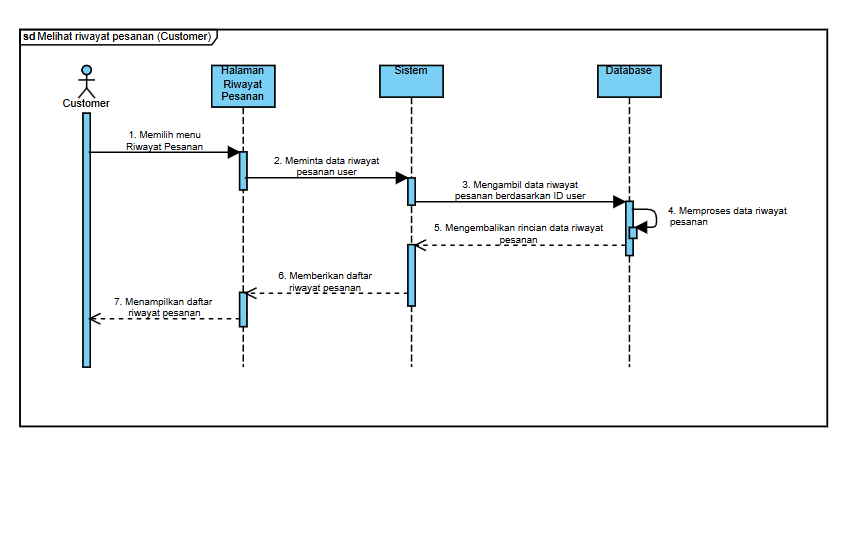 sd Melihat riwayat pesanan (Customer)
Customer
Halaman
Riwayat
Pesanan
Sistem
Database
1. Memilih menu
Riwayat Pesanan
2. Meminta data riwayat
pesanan user
3. Mengambil data riwayat
pesanan berdasarkan ID user
4. Memproses data riwayat
pesanan
5. Mengembalikan rincian data riwayat
pesanan
6. Memberikan daftar
riwayat pesanan
7. Menampilkan daftar
riwayat pesanan